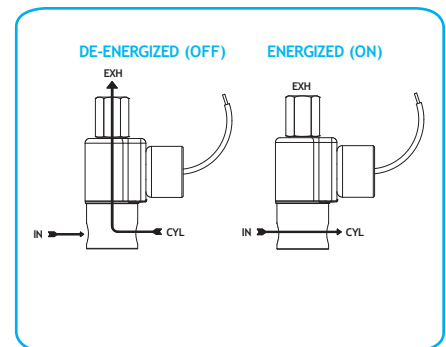 DE-ENERGIZED (OFF)
ENERGIZED (ON)
EXH
EXH
IN
CYL
IN
CYL